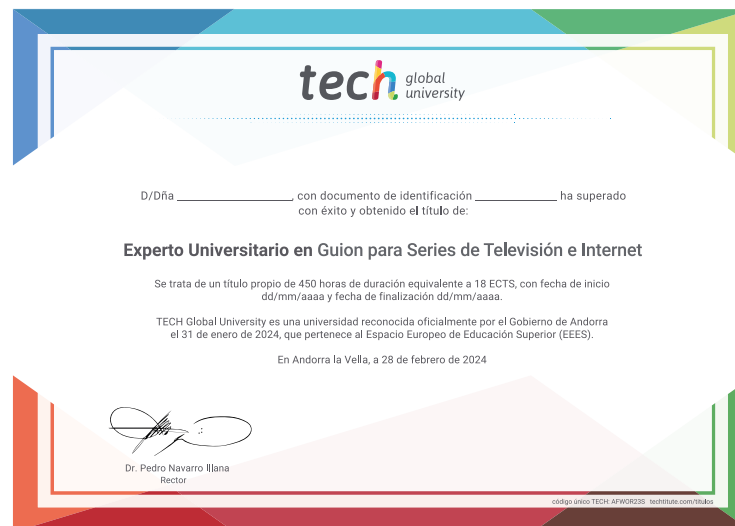 tech global university
D/Dña ______________, con documento de identificación ______________ ha superado
con éxito y obtenido el título de:
Experto Universitario en Guion para Series de Televisión e Internet
Se trata de un título propio de 450 horas de duración equivalente a 18 ECTS, con fecha de inicio
dd/mm/aaaa y fecha de finalización dd/mm/aaaa.
TECH Global University es una universidad reconocida oficialmente por el Gobierno de Andorra
el 31 de enero de 2024, que pertenece al Espacio Europeo de Educación Superior (EEES).
En Andorra la Vella, a 28 de febrero de 2024
Dr. Pedro Navarro Illana
Rector
código único TECH: AFWOR23S techtitute.com/titulos